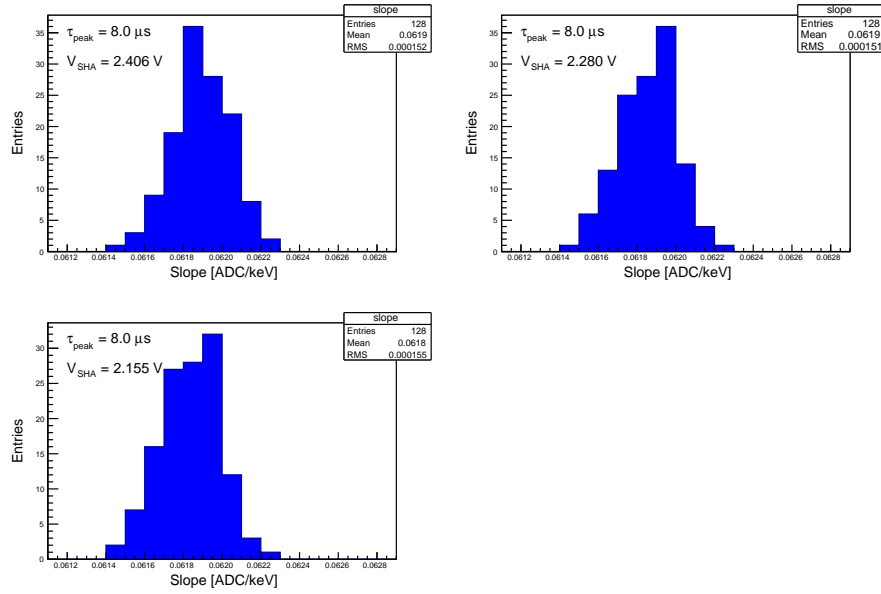 slope
Entries 128
Mean 0.0619
RMS 0.000152
τpeak = 8.0 μs
VSHA = 2.406 V
35
30
25
20
15
10
5
0
Entries
0.0612 0.0614 0.0616 0.0618 0.0620 0.0622 0.0624 0.0626 0.0628
Slope [ADC/keV]
slope
Entries 128
Mean 0.0619
RMS 0.000151
τpeak = 8.0 μs
VSHA = 2.280 V
35
30
25
20
15
10
5
0
Entries
0.0612 0.0614 0.0616 0.0618 0.0620 0.0622 0.0624 0.0626 0.0628
Slope [ADC/keV]
slope
Entries 128
Mean 0.0618
RMS 0.000155
τpeak = 8.0 μs
VSHA = 2.155 V
30
25
20
15
10
5
0
Entries
0.0612 0.0614 0.0616 0.0618 0.0620 0.0622 0.0624 0.0626 0.0628
Slope [ADC/keV]